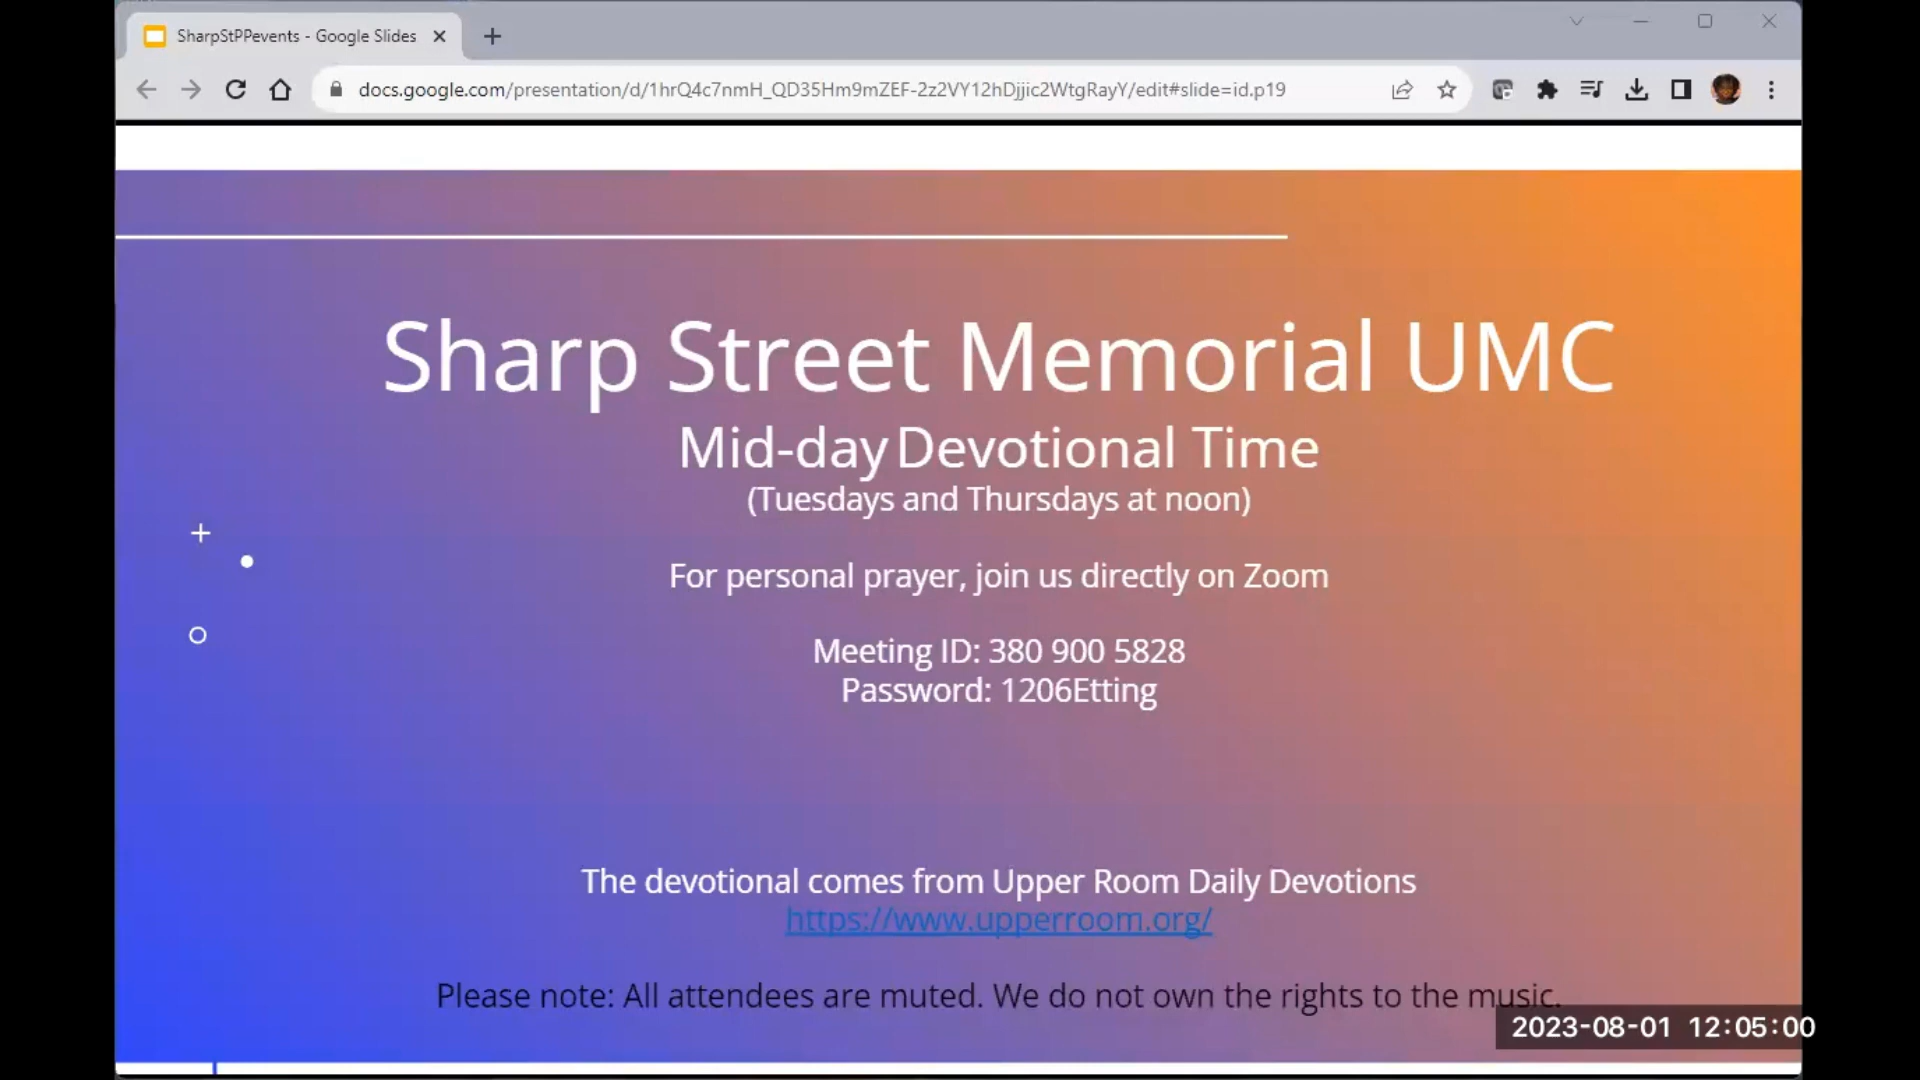 SharpStPPevents - Google Slides
docs.google.com/presentation/d/1hrQ4c7nmH_QD35Hm9mZEF-2z2VY12hDjjic2WtgRayY/edit#slide=id.p19
Sharp Street Memorial UMC
Mid-day Devotional Time
(Tuesdays and Thursdays at noon)
For personal prayer, join us directly on Zoom
Meeting ID: 380 900 5828
Password: 1206Etting
The devotional comes from Upper Room Daily Devotions
https://www.upperroom.org/
Please note: All attendees are muted. We do not own the rights to the music.
2023-08-01 12:05:00